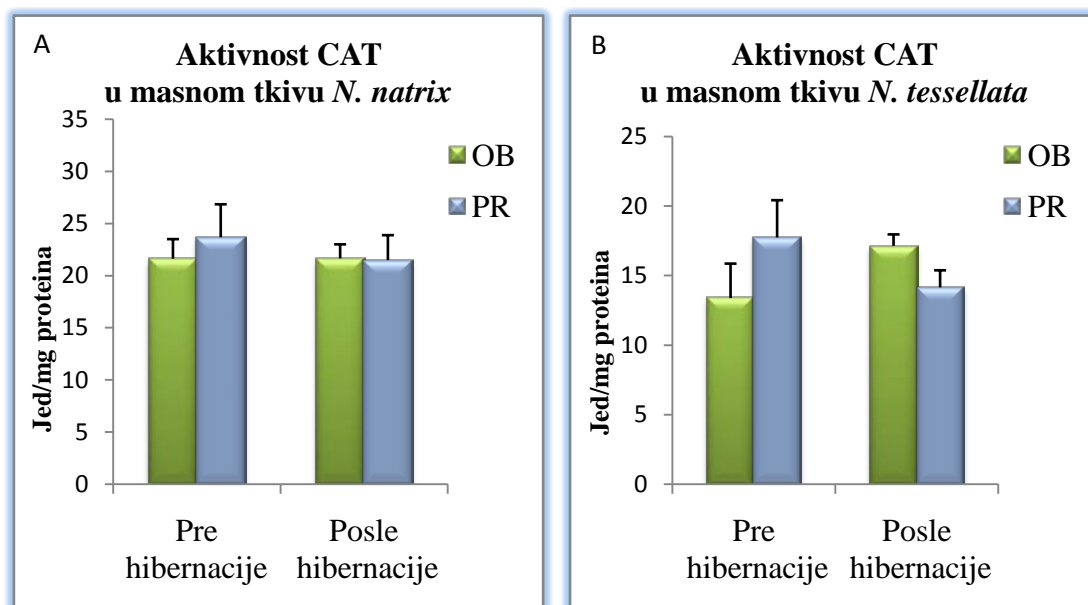 A
Aktivnost CAT
u masnom tkivu N. natrix
35
30
25
20
15
10
5
0
Jed/mg proteina
OB
PR
Pre
hibernacije
Posle
hibernacije
B
Aktivnost CAT
u masnom tkivu N. tessellata
25
20
15
10
5
0
Jed/mg proteina
OB
PR
Pre
hibernacije
Posle
hibernacije